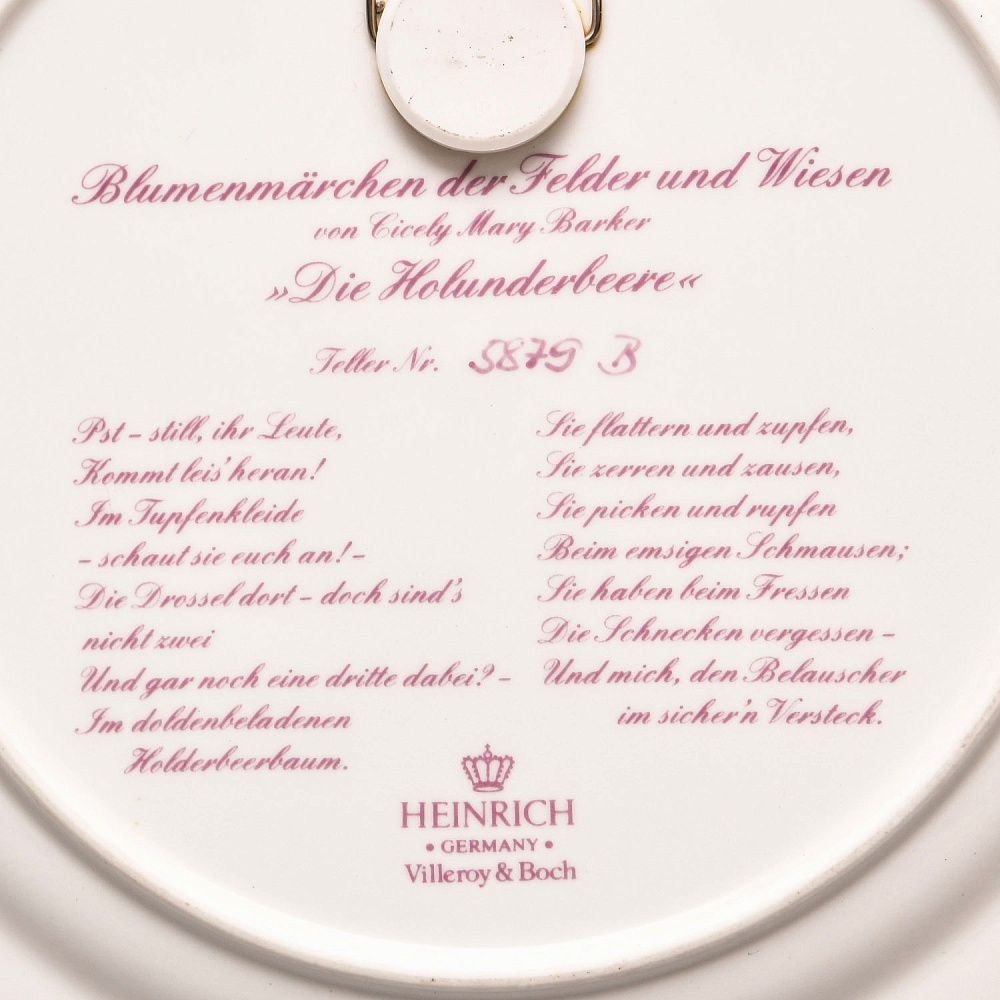 Blumenmärchen der Felder und Wiesen
von Cicely Mary Barker
»Die Holunderbeere«
Teller Nr. 5879 B
Pst – still, ihr Leute,
Kommt leis' heran!
Im Tupfenkleide
– schaut sie euch an! –
Die Drossel dort – doch sind's
nicht zwei
Und gar noch eine dritte dabei? –
Im doldenbeladenen
Holderbeerbaum.
Sie flattern und zupfen,
Sie zerren und zausen,
Sie picken und rupfen
Beim emsigen Schmausen;
Sie haben beim Fressen
Die Schnecken vergessen –
Und mich, den Belauscher
im sicher'n Versteck.
HEINRICH
• GERMANY •
Villeroy & Boch